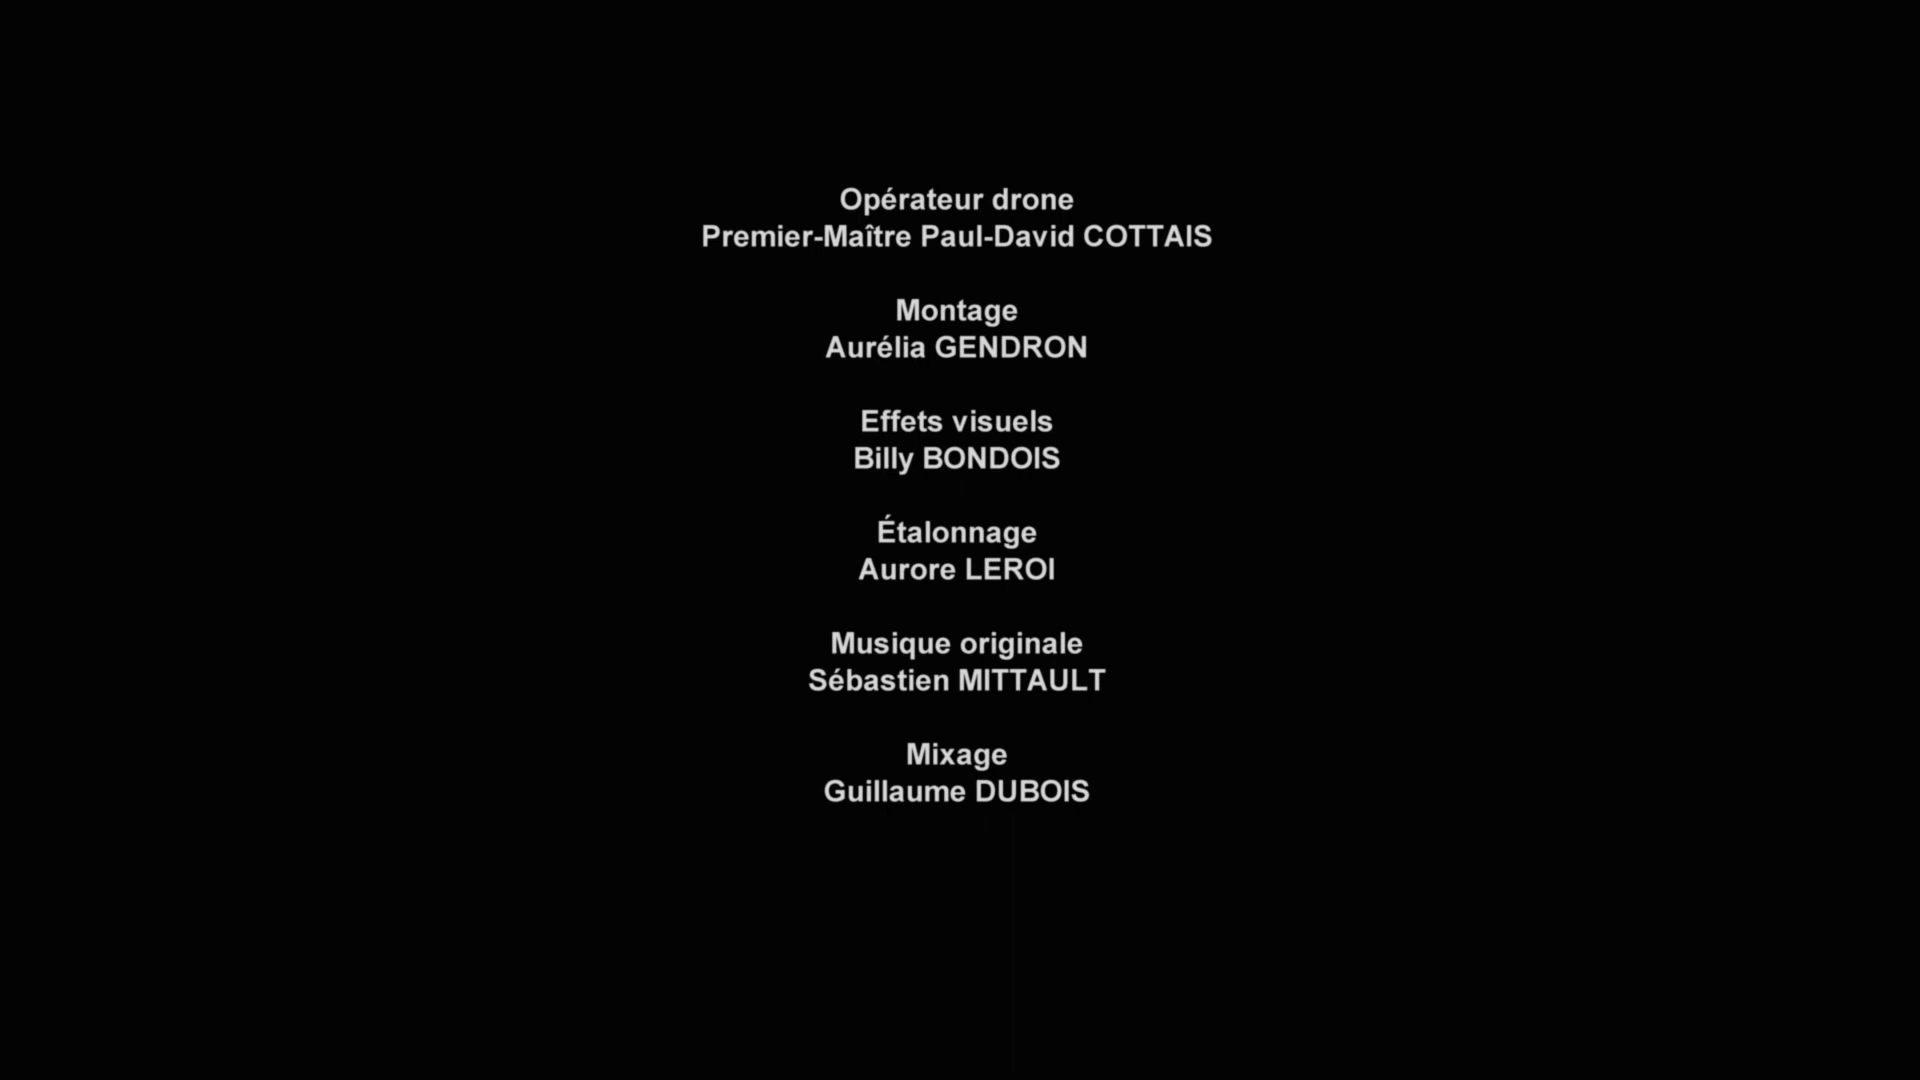 Opérateur drone
Premier-Maître Paul-David COTTAIS
Montage
Aurélia GENDRON
Effets visuels
Billy BONDOIS
Étalonnage
Aurore LEROI
Musique originale
Sébastien MITTAULT
Mixage
Guillaume DUBOIS